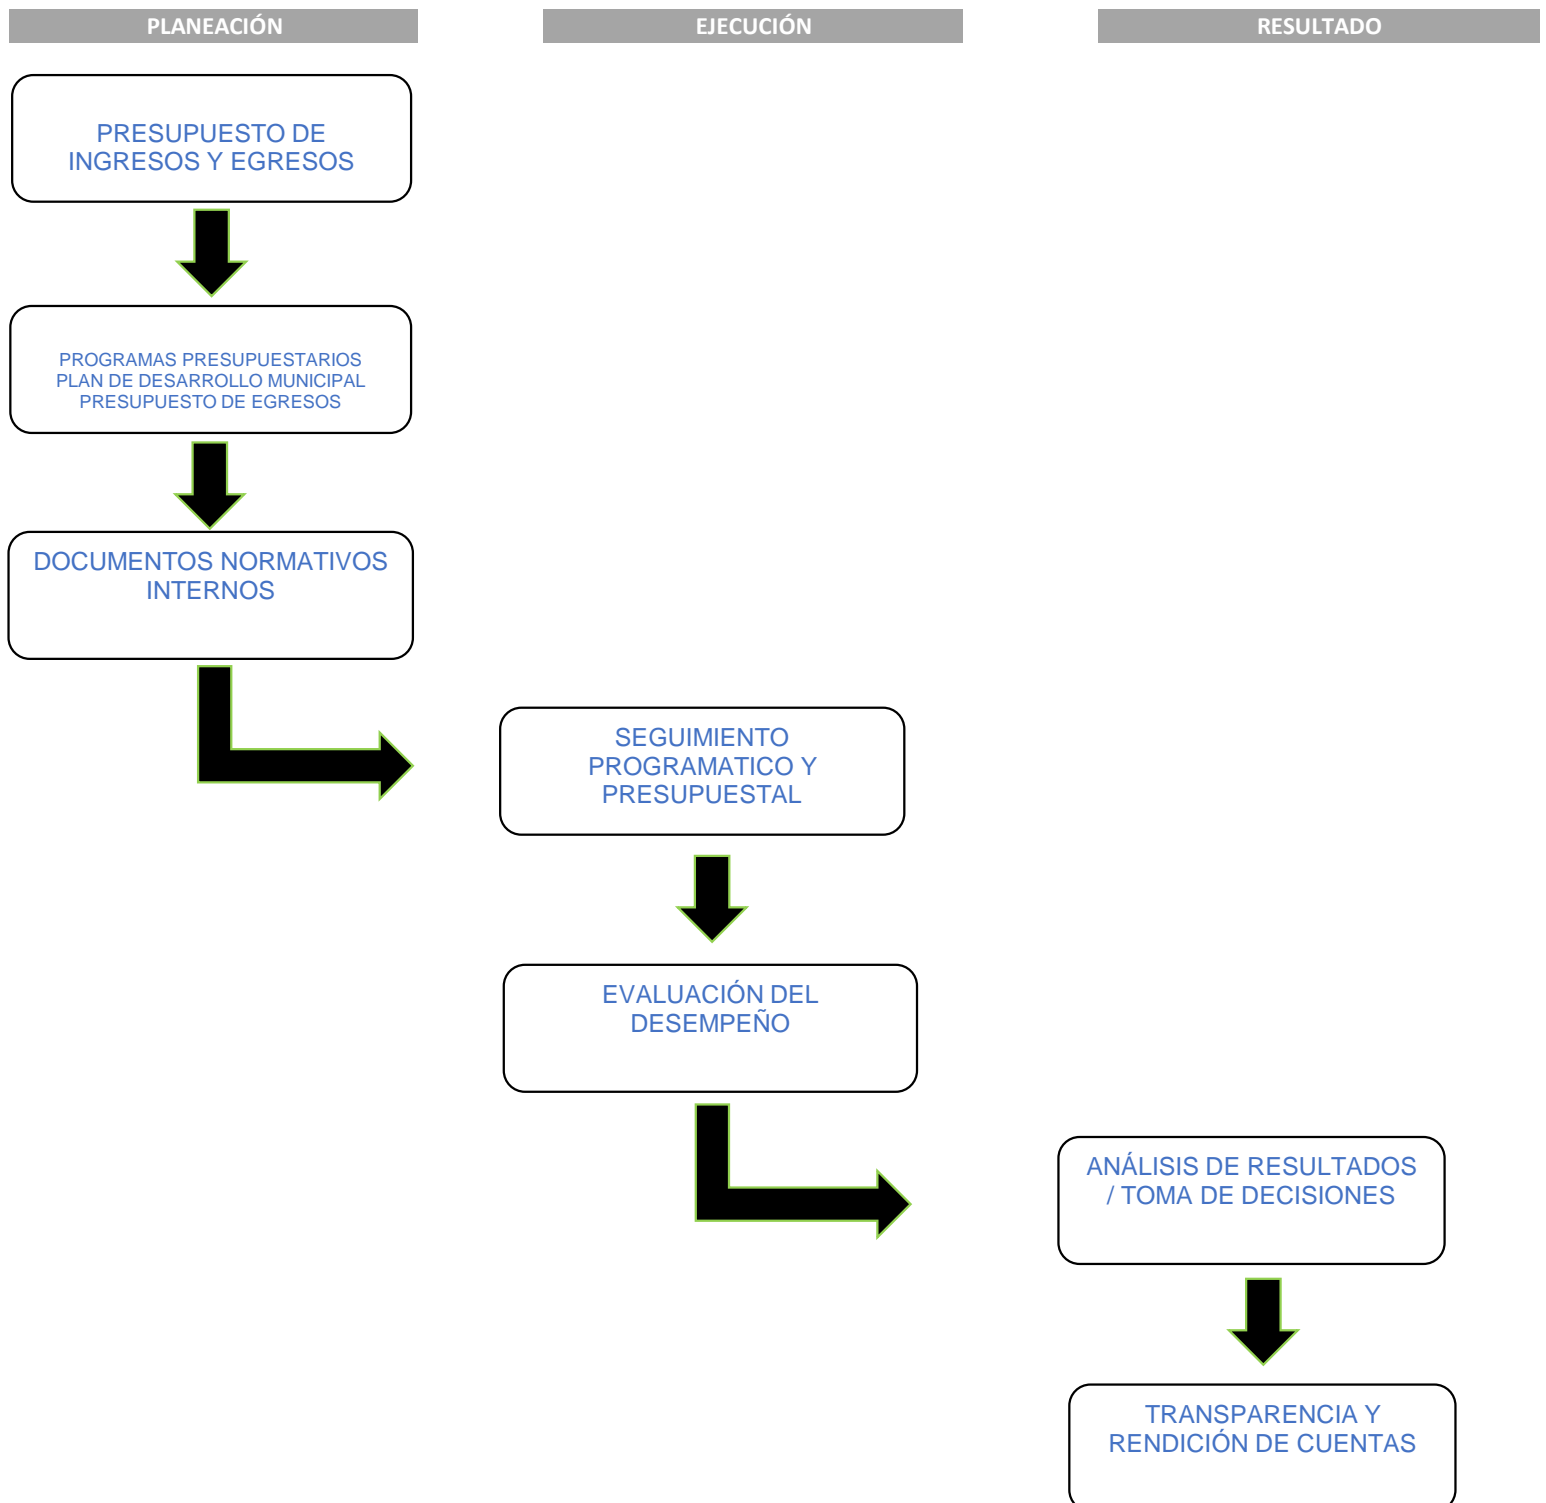 PLANEACIÓN
EJECUCIÓN
RESULTADO
PRESUPUESTO DE
INGRESOS Y EGRESOS
PROGRAMAS PRESUPUESTARIOS
PLAN DE DESARROLLO MUNICIPAL
PRESUPUESTO DE EGRESOS
DOCUMENTOS NORMATIVOS
INTERNOS
SEGUIMIENTO
PROGRAMATICO Y
PRESUPUESTAL
EVALUACIÓN DEL
DESEMPEÑO
ANÁLISIS DE RESULTADOS
/ TOMA DE DECISIONES
TRANSPARENCIA Y
RENDICIÓN DE CUENTAS